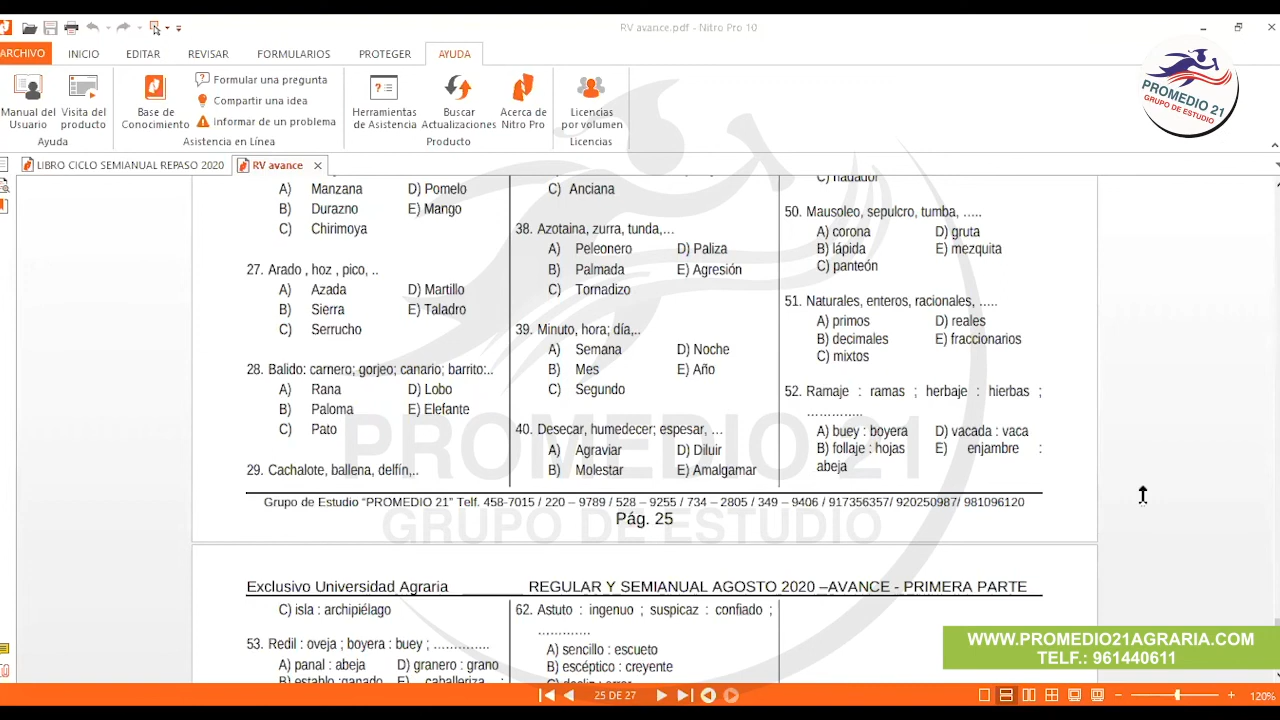 RV avance.pdf - Nitro Pro 10
ARCHIVO INICIO EDITAR REVISAR FORMULARIOS PROTEGER AYUDA
Manual del Usuario
Visita del producto
Ayuda
Base de Conocimiento
Formular una pregunta
Compartir una idea
Informar de un problema
Asistencia en Línea
Herramientas de Asistencia
Buscar Actualizaciones
Acerca de Nitro Pro
Producto
Licencias por volumen
Licencias
PROMEDIO 21
GRUPO DE ESTUDIO
LIBRO CICLO SEMIANUAL REPASO 2020
RV avance
A) Manzana D) Pomelo
B) Durazno E) Mango
C) Chirimoya
27. Arado , hoz , pico, ..
A) Azada D) Martillo
B) Sierra E) Taladro
C) Serrucho
28. Balido: carnero; gorjeo; canario; barrito:..
A) Rana D) Lobo
B) Paloma E) Elefante
C) Pato
29. Cachalote, ballena, delfín,..
C) Anciana
38. Azotaina, zurra, tunda,...
A) Peleonero D) Paliza
B) Palmada E) Agresión
C) Tornadizo
39. Minuto, hora; día,..
A) Semana D) Noche
B) Mes E) Año
C) Segundo
40. Desecar, humedecer; espesar, ...
A) Agraviar D) Diluir
B) Molestar E) Amalgamar
C) nadador
50. Mausoleo, sepulcro, tumba, …..
A) corona D) gruta
B) lápida E) mezquita
C) panteón
51. Naturales, enteros, racionales, …..
A) primos D) reales
B) decimales E) fraccionarios
C) mixtos
52. Ramaje : ramas ; herbaje : hierbas ;
…………..
A) buey : boyera D) vacada : vaca
B) follaje : hojas E) enjambre :
abeja
PROMEDIO 21
GRUPO DE ESTUDIO
Grupo de Estudio “PROMEDIO 21” Telf. 458-7015 / 220 – 9789 / 528 – 9255 / 734 – 2805 / 349 – 9406 / 917356357/ 920250987/ 981096120
Pág. 25
Exclusivo Universidad Agraria ________ REGULAR Y SEMIANUAL AGOSTO 2020 –AVANCE - PRIMERA PARTE
C) isla : archipiélago
53. Redil : oveja ; boyera : buey ; …………..
A) panal : abeja D) granero : grano
B) establo :ganado E) caballeriza :
62. Astuto : ingenuo ; suspicaz : confiado ;
………….
A) sencillo : escueto
B) escéptico : creyente
C) desliz : error
WWW.PROMEDIO21AGRARIA.COM
TELF.: 961440611
25 DE 27
120%